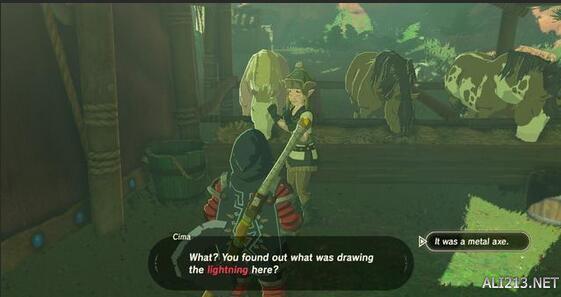 Cima
What? You found out what was drawing
the lightning here?
It was a metal axe.
ALI213.NET